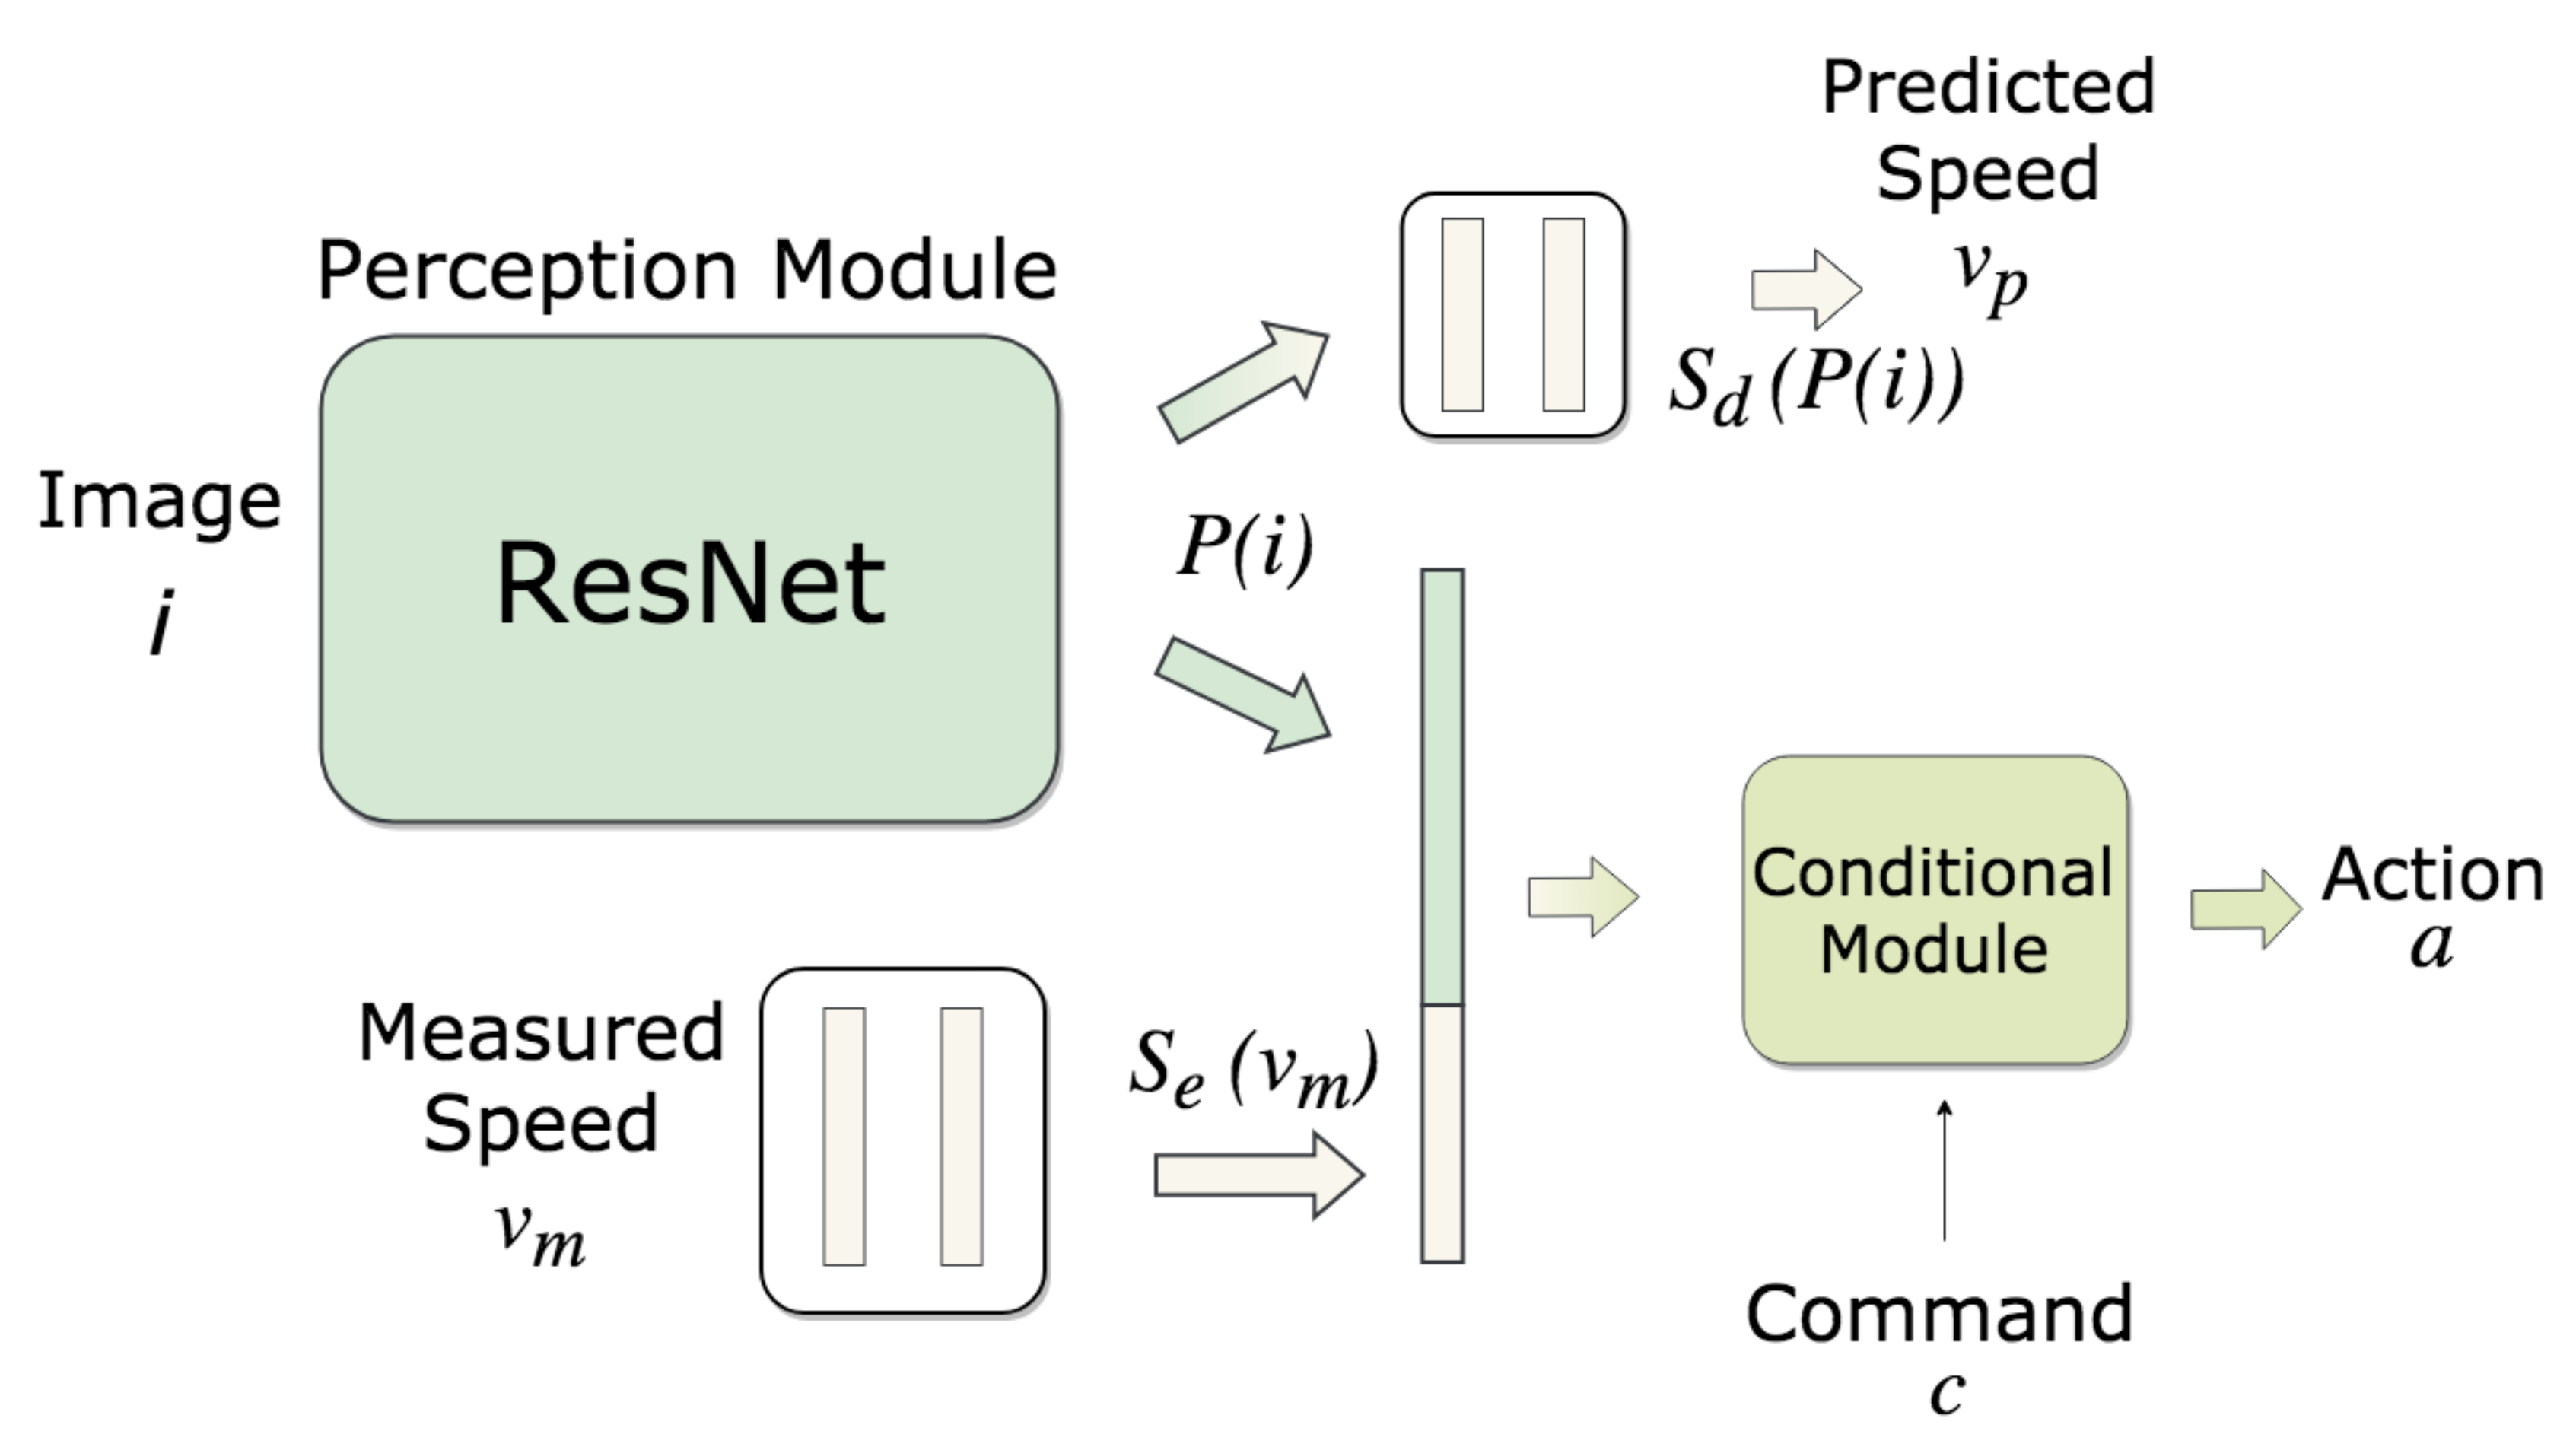 Predicted
Speed
v_p
Perception Module
S_d (P(i))
Image
i
ResNet
P(i)
Conditional
Module
Action
a
Measured
Speed
v_m
S_e (v_m)
Command
c